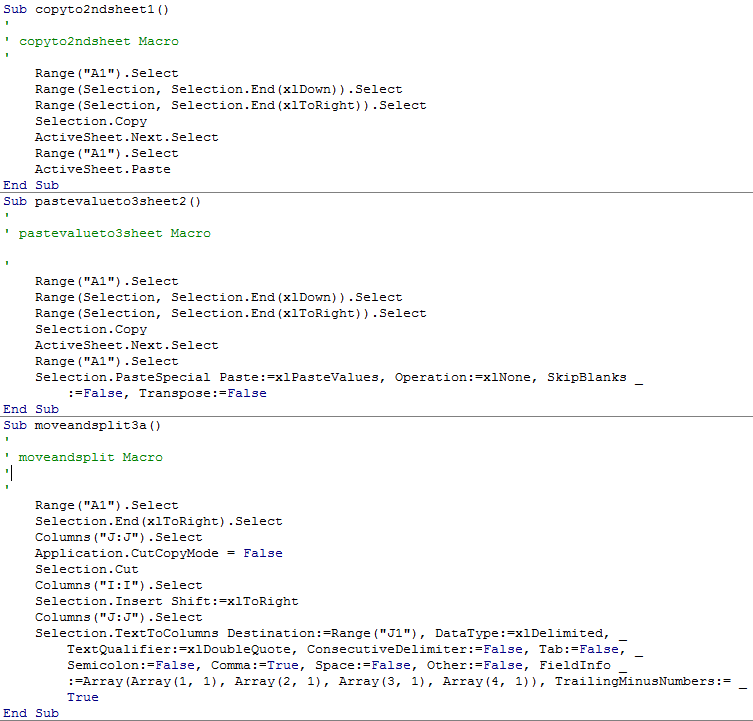 Sub copyto2ndsheet1()
'
' copyto2ndsheet Macro
'
    Range("A1").Select
    Range(Selection, Selection.End(xlDown)).Select
    Range(Selection, Selection.End(xlToRight)).Select
    Selection.Copy
    ActiveSheet.Next.Select
    Range("A1").Select
    ActiveSheet.Paste
End Sub
Sub pastevalueto3sheet2()
'
' pastevalueto3sheet Macro

'
    Range("A1").Select
    Range(Selection, Selection.End(xlDown)).Select
    Range(Selection, Selection.End(xlToRight)).Select
    Selection.Copy
    ActiveSheet.Next.Select
    Range("A1").Select
    Selection.PasteSpecial Paste:=xlPasteValues, Operation:=xlNone, SkipBlanks _
        :=False, Transpose:=False
End Sub
Sub moveandsplit3a()
'
' moveandsplit Macro
'
'
    Range("A1").Select
    Selection.End(xlToRight).Select
    Columns("J:J").Select
    Application.CutCopyMode = False
    Selection.Cut
    Columns("I:I").Select
    Selection.Insert Shift:=xlToRight
    Columns("J:J").Select
    Selection.TextToColumns Destination:=Range("J1"), DataType:=xlDelimited, _
        TextQualifier:=xlDoubleQuote, ConsecutiveDelimiter:=False, Tab:=False, _
        Semicolon:=False, Comma:=True, Space:=False, Other:=False, FieldInfo _
        :=Array(Array(1, 1), Array(2, 1), Array(3, 1), Array(4, 1)), TrailingMinusNumbers:= _
        True
End Sub